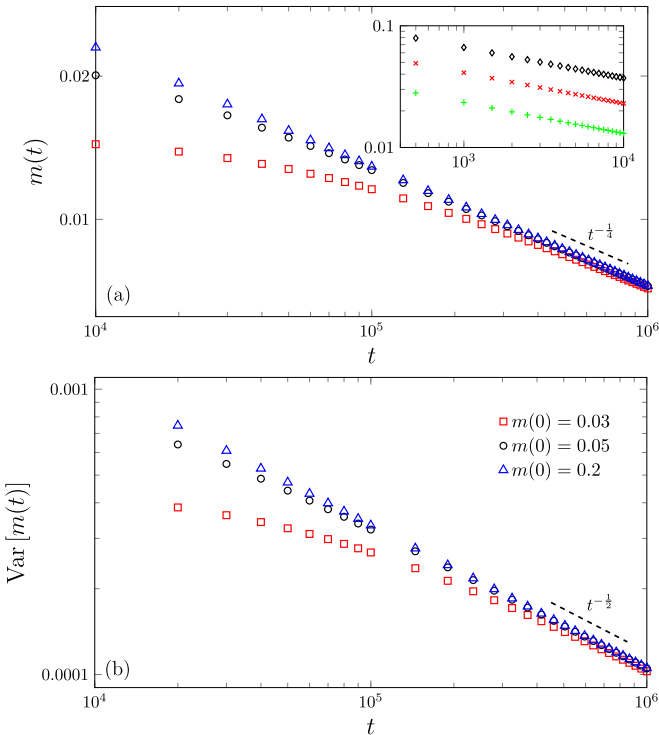 0.02
0.01
m(t)
0.1
0.01
10^3
10^4
t^{-\frac{1}{4}}
(a)
10^4
10^5
10^6
t
0.001
0.0001
Var [m(t)]
m(0) = 0.03
m(0) = 0.05
m(0) = 0.2
t^{-\frac{1}{2}}
(b)
10^4
10^5
10^6
t